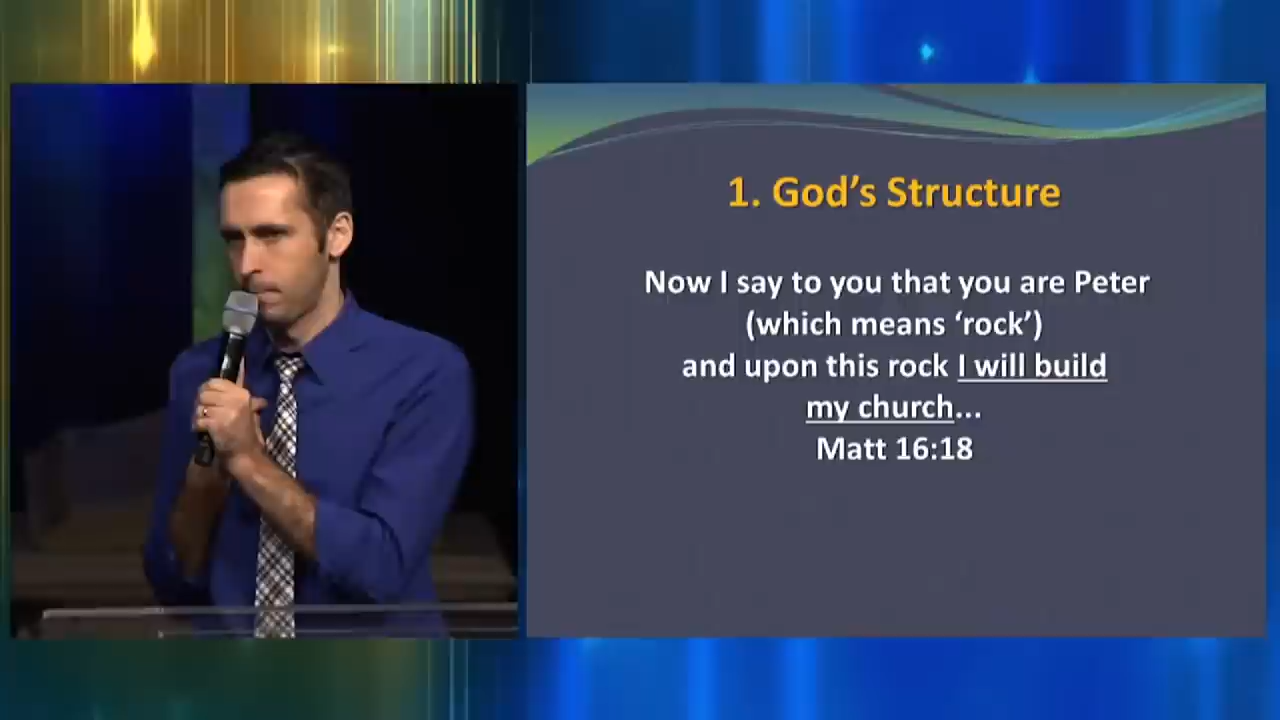 1. God’s Structure
Now I say to you that you are Peter
(which means ‘rock’)
and upon this rock I will build
my church...
Matt 16:18